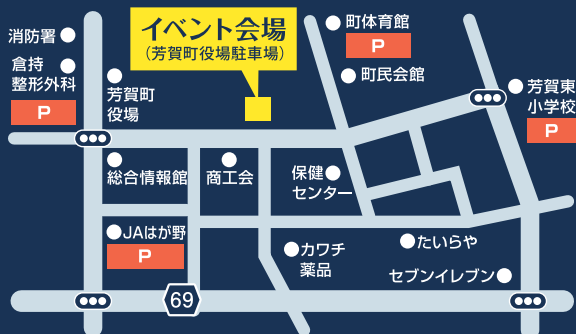 イベント会場
(芳賀町役場駐車場)
消防署
倉持
整形外科
P
芳賀町
役場
町体育館
P
町民会館
芳賀東
小学校
P
総合情報館
商工会
保健
センター
JAはが野
P
カワチ
薬品
たいらや
セブンイレブン
69